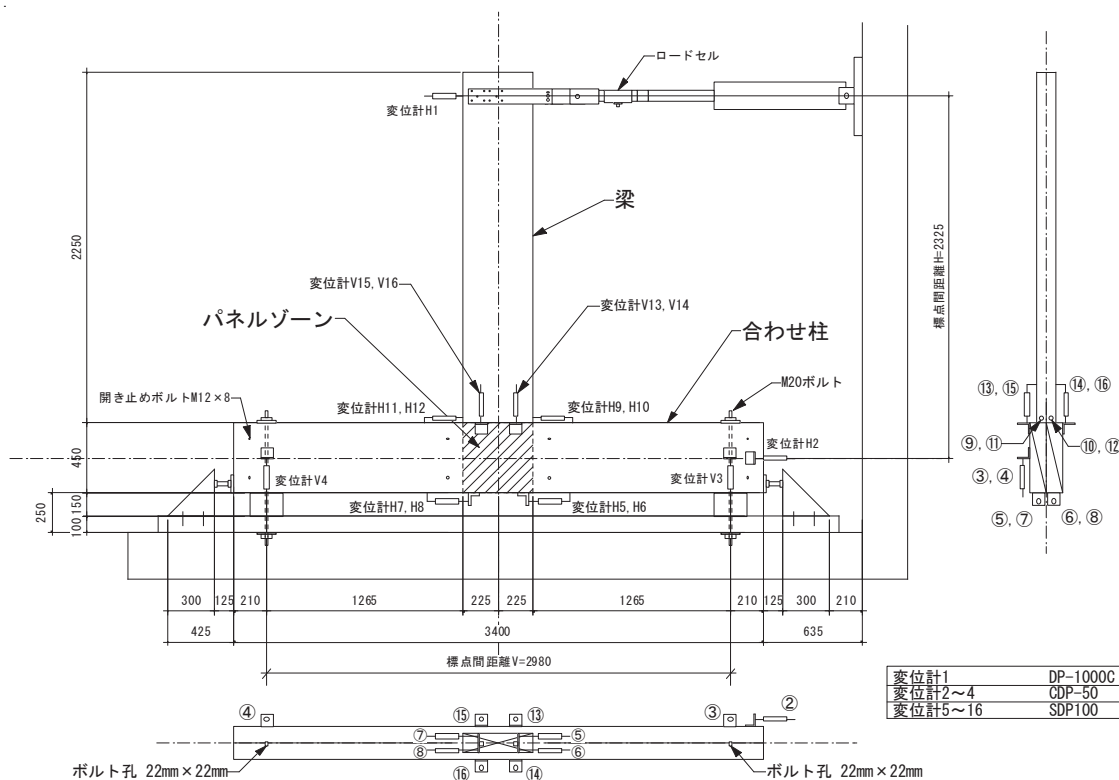 ロードセル
変位計H1
梁
2250
標点間距離H=2325
変位計V15, V16
変位計V13, V14
パネルゾーン
合わせ柱
M20ボルト
開き止めボルトM12×8
変位計H11, H12
変位計H9, H10
変位計H2
⑬, ⑮
⑭, ⑯
⑨, ⑪
⑩, ⑫
③, ④
⑤, ⑦
⑥, ⑧
450
変位計V4
変位計V3
変位計H7, H8
変位計H5, H6
250
150
100
300
125
210
1265
225
225
1265
210
125
300
210
425
3400
635
標点間距離V=2980
変位計1 DP-1000C
変位計2～4 CDP-50
変位計5～16 SDP100
④
⑮
⑬
③
②
⑦
⑤
⑧
⑥
ボルト孔 22mm×22mm
⑯
⑭
ボルト孔 22mm×22mm